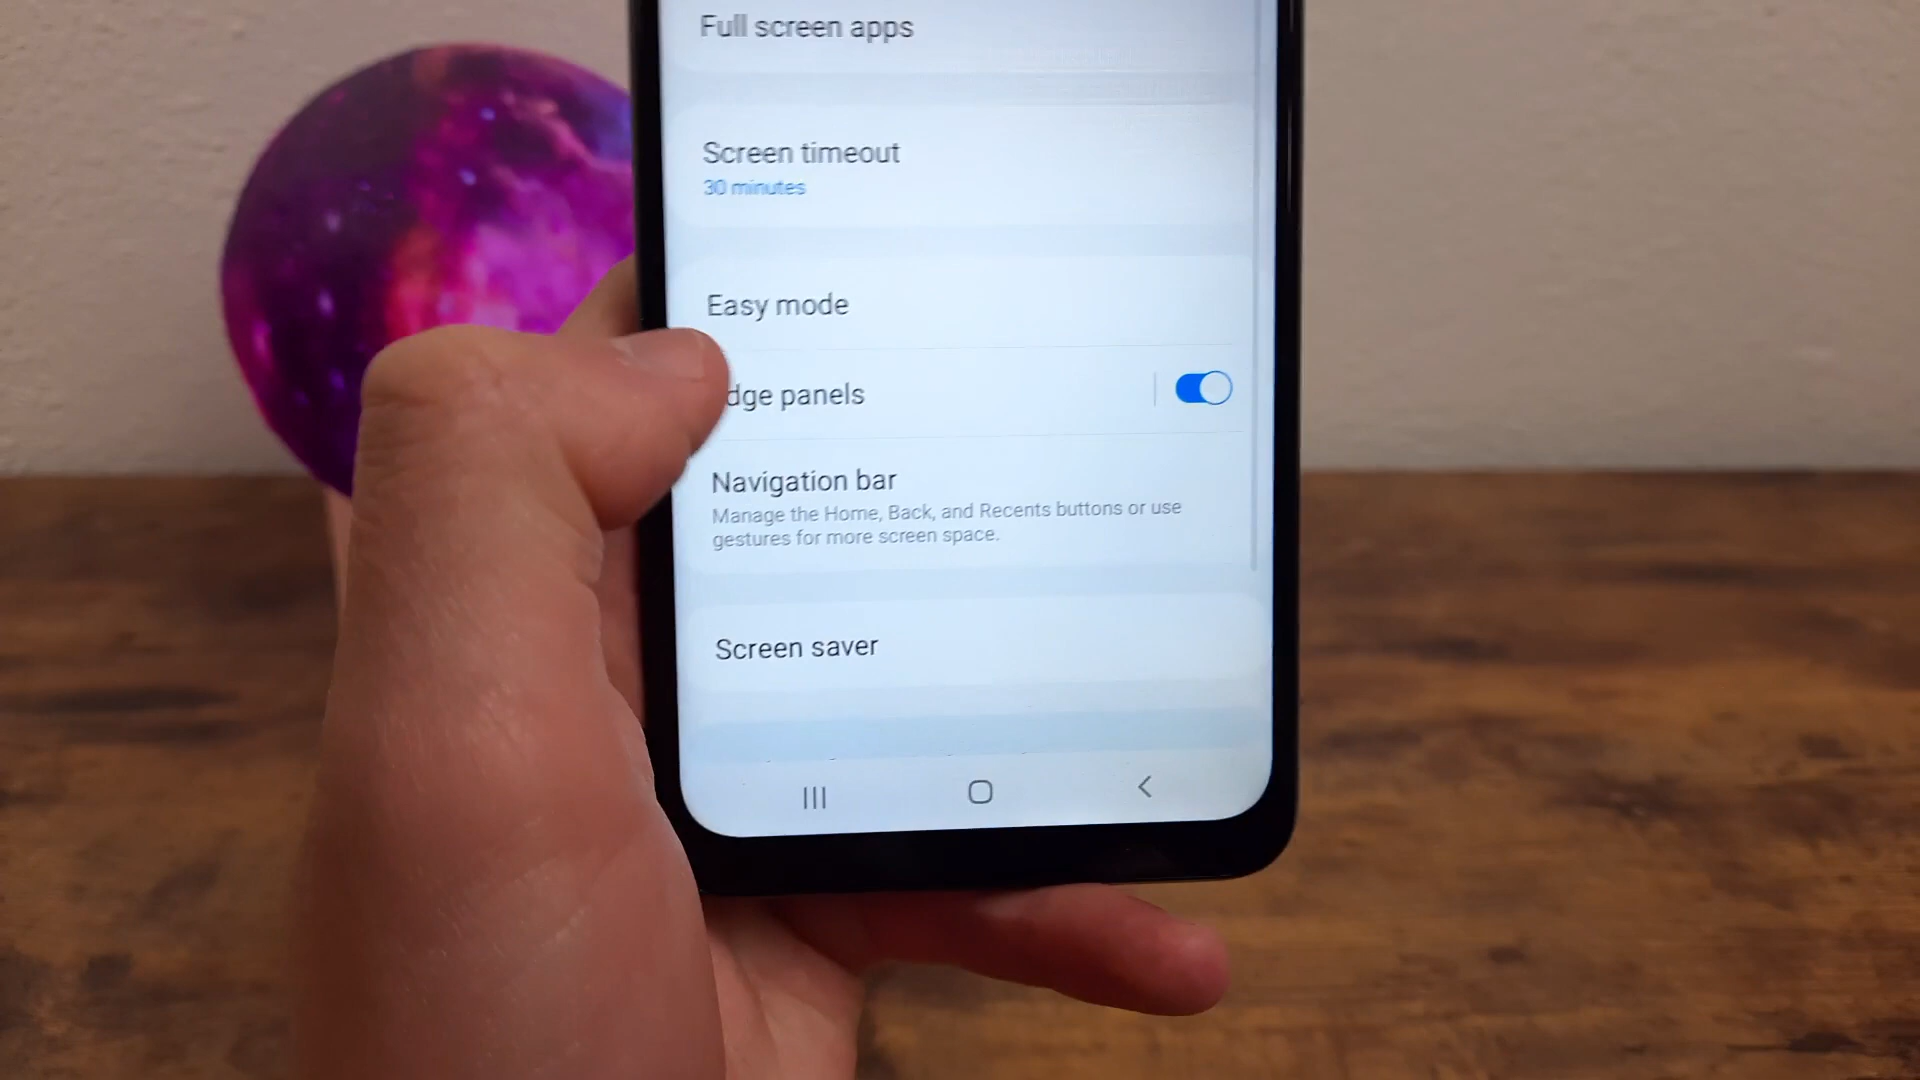 Full screen apps
Screen timeout
30 minutes
Easy mode
dge panels
Navigation bar
Manage the Home, Back, and Recents buttons or use
gestures for more screen space.
Screen saver